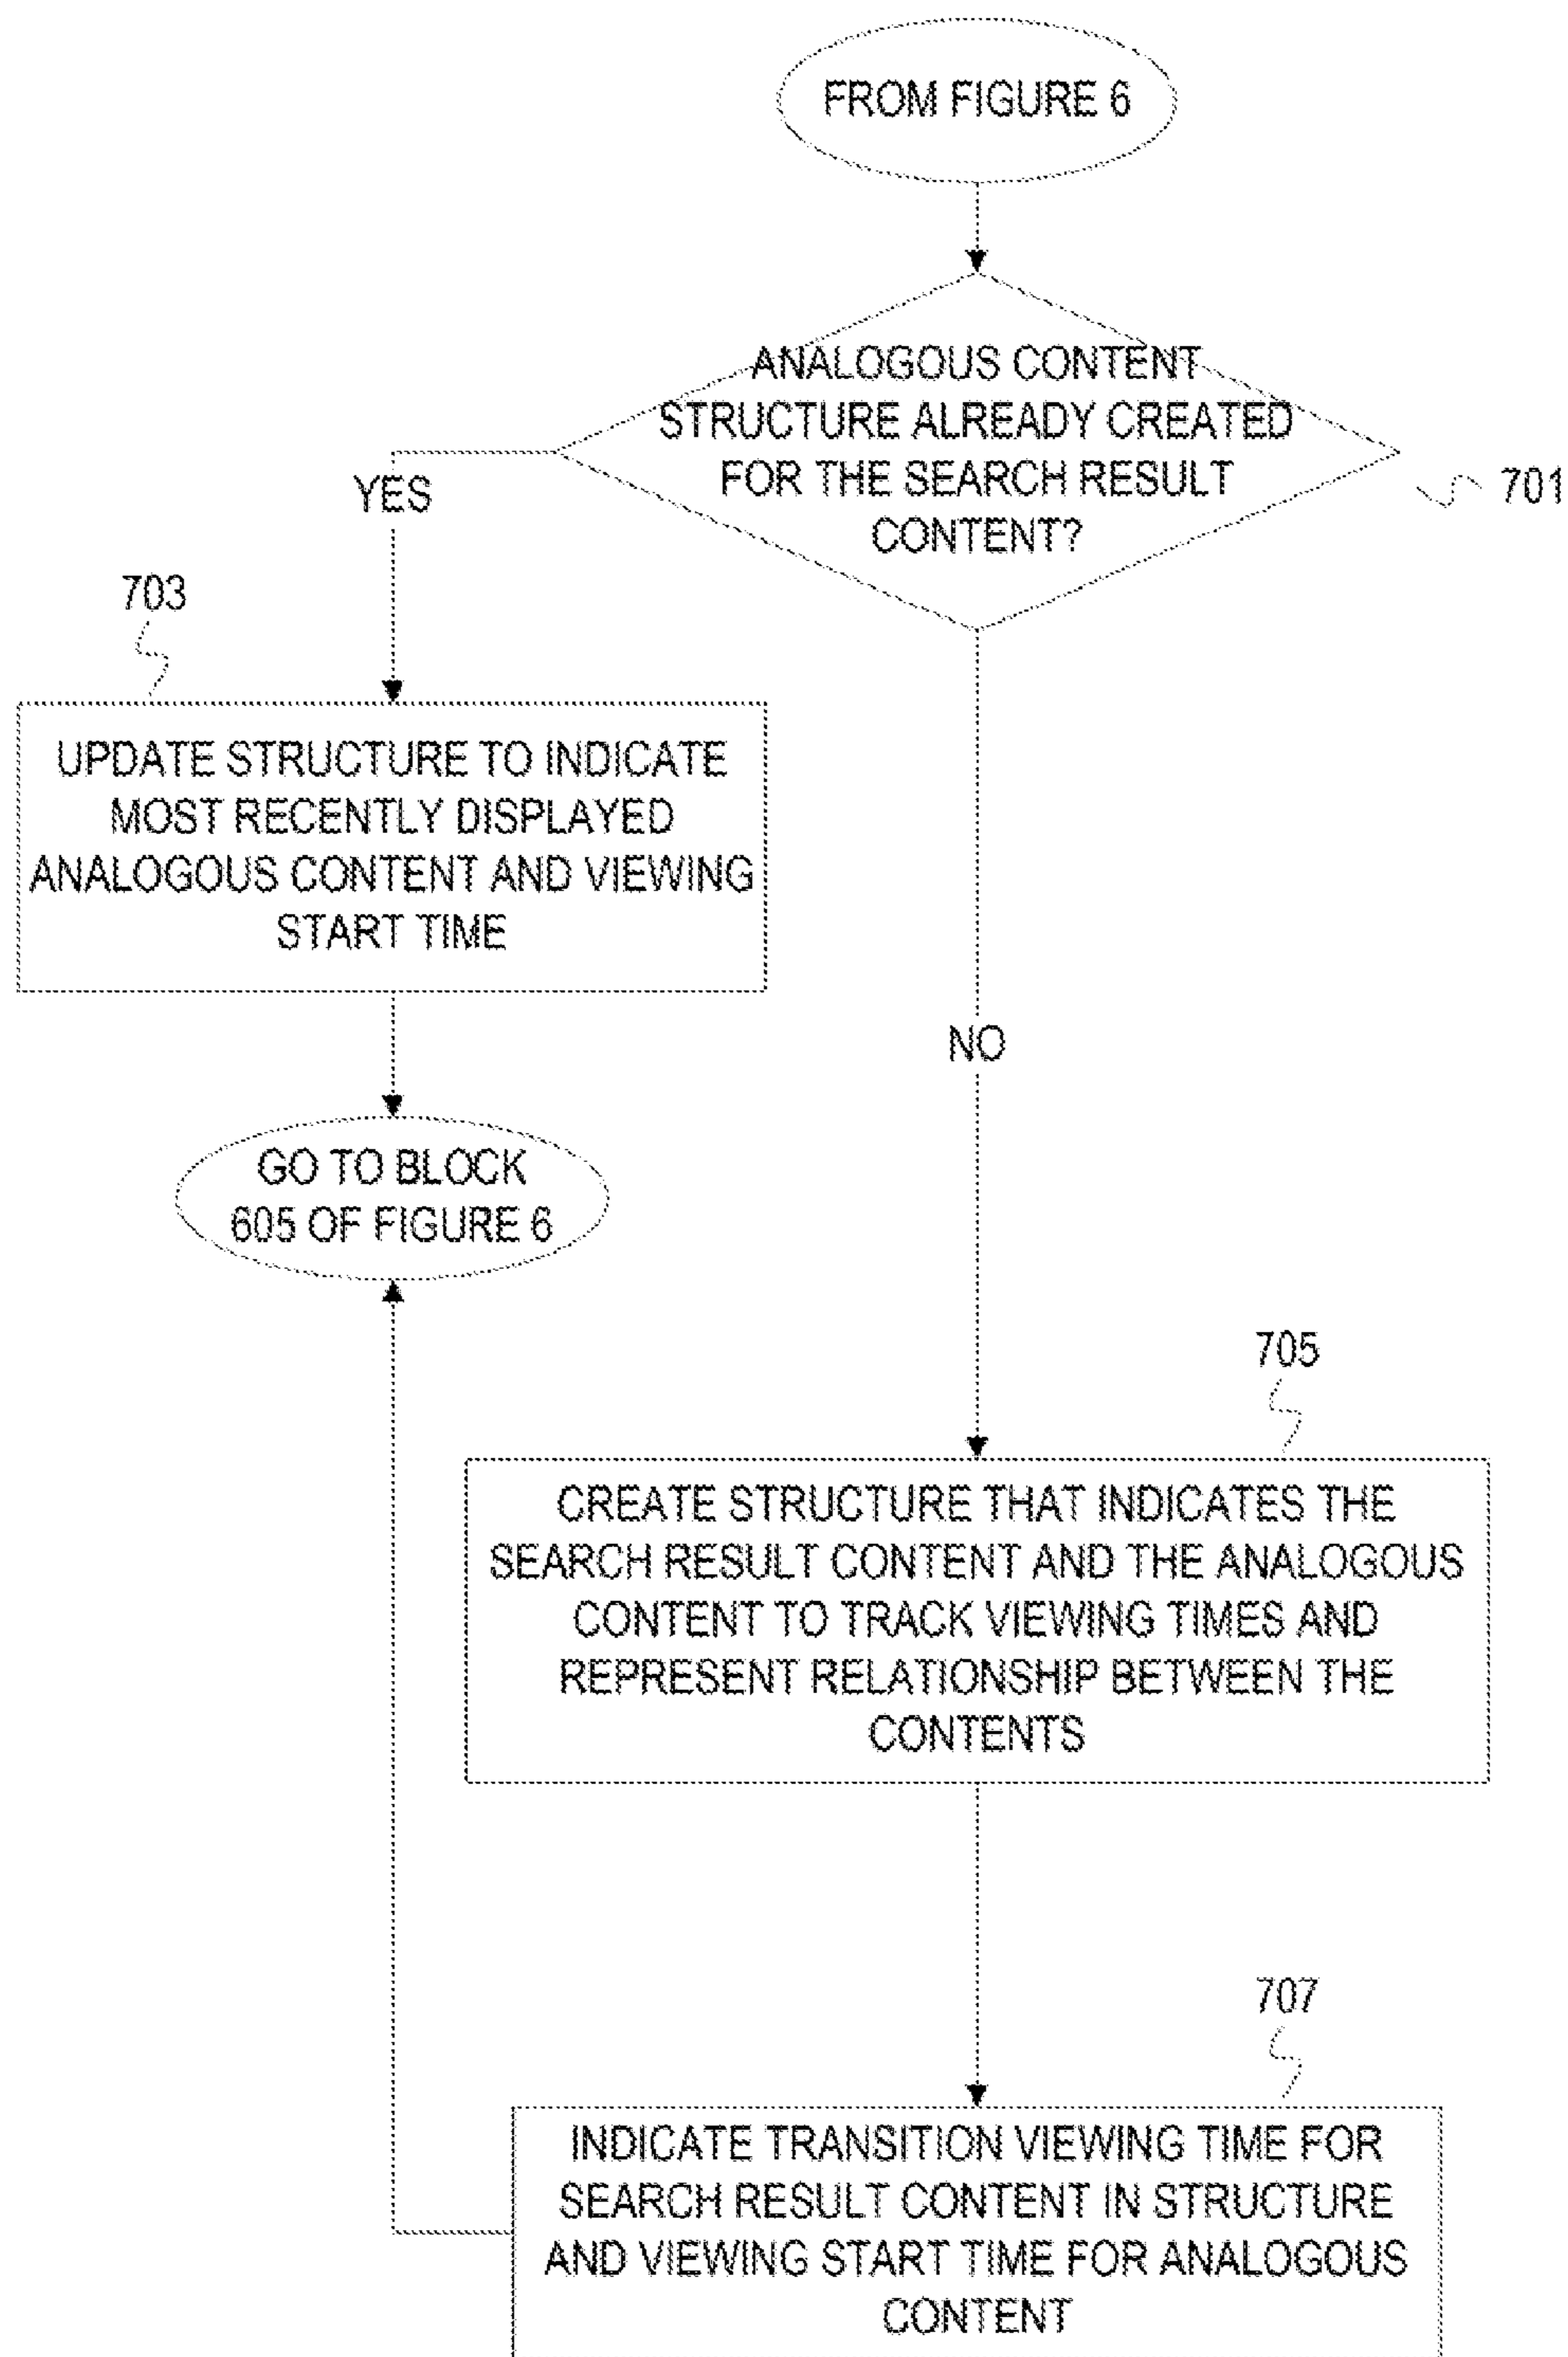 FROM FIGURE 6
ANALOGOUS CONTENT
STRUCTURE ALREADY CREATED
FOR THE SEARCH RESULT
CONTENT?
701
YES
703
UPDATE STRUCTURE TO INDICATE
MOST RECENTLY DISPLAYED
ANALOGOUS CONTENT AND VIEWING
START TIME
NO
GO TO BLOCK
605 OF FIGURE 6
705
CREATE STRUCTURE THAT INDICATES THE
SEARCH RESULT CONTENT AND THE ANALOGOUS
CONTENT TO TRACK VIEWING TIMES AND
REPRESENT RELATIONSHIP BETWEEN THE
CONTENTS
707
INDICATE TRANSITION VIEWING TIME FOR
SEARCH RESULT CONTENT IN STRUCTURE
AND VIEWING START TIME FOR ANALOGOUS
CONTENT